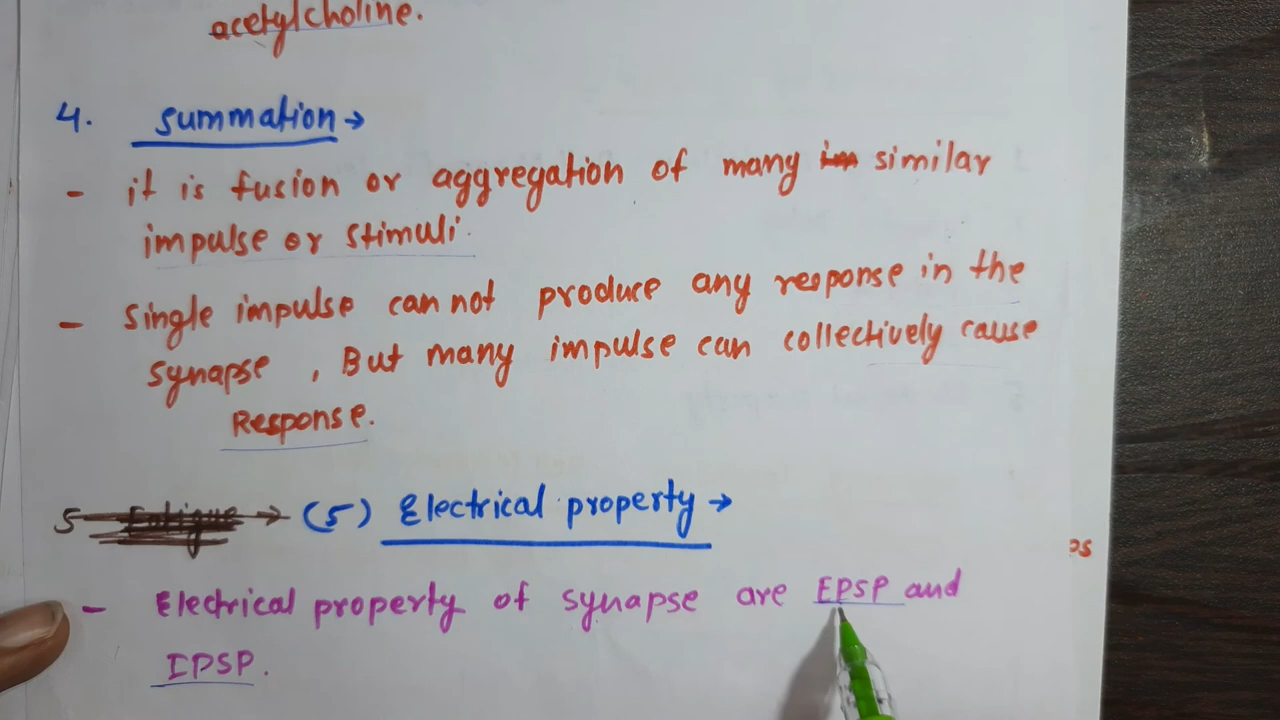 acetylcholine.
4. Summation →
- it is fusion or aggregation of many similar
impulse or stimuli.
- Single impulse can not produce any response in the
synapse, But many impulse can collectively cause
Response.
5 Fatigue → (5) Electrical property →
- Electrical property of synapse are EPSP and
IPSP.